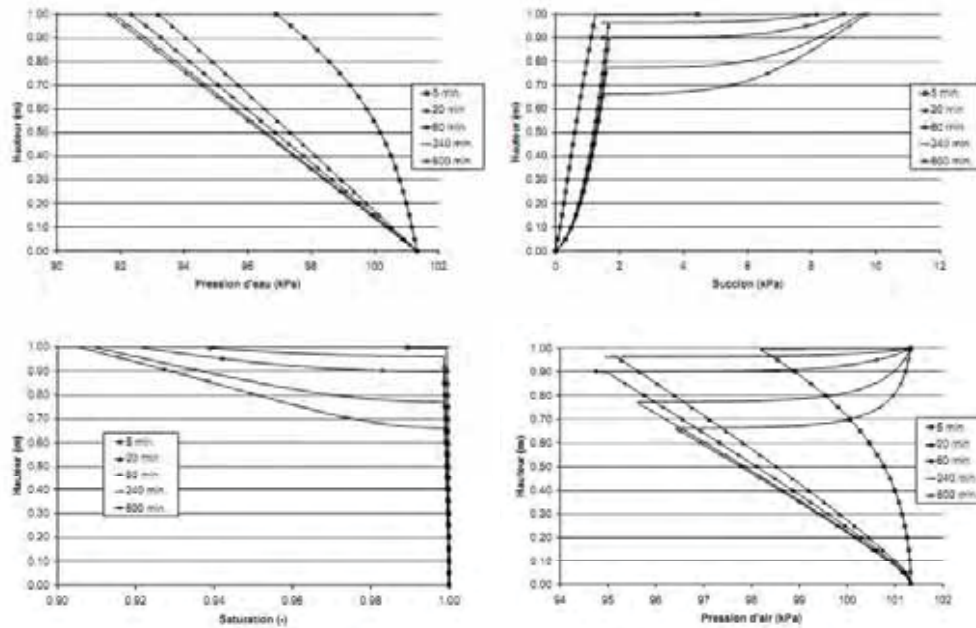 Hauteur (m)
1.00
0.90
0.80
0.70
0.60
0.50
0.40
0.30
0.20
0.10
0.00
90 92 94 96 98 100 102
Pression d'eau (kPa)
5 min.
20 min.
60 min.
240 min.
600 min.
Hauteur (m)
1.00
0.90
0.80
0.70
0.60
0.50
0.40
0.30
0.20
0.10
0.00
0 2 4 6 8 10 12
Succion (kPa)
5 min.
20 min.
60 min.
240 min.
600 min.
Hauteur (m)
1.00
0.90
0.80
0.70
0.60
0.50
0.40
0.30
0.20
0.10
0.00
0.90 0.92 0.94 0.96 0.98 1.00
Saturation (-)
5 min.
20 min.
60 min.
240 min.
600 min.
Hauteur (m)
1.00
0.90
0.80
0.70
0.60
0.50
0.40
0.30
0.20
0.10
0.00
94 95 96 97 98 99 100 101 102
Pression d'air (kPa)
5 min.
20 min.
60 min.
240 min.
600 min.